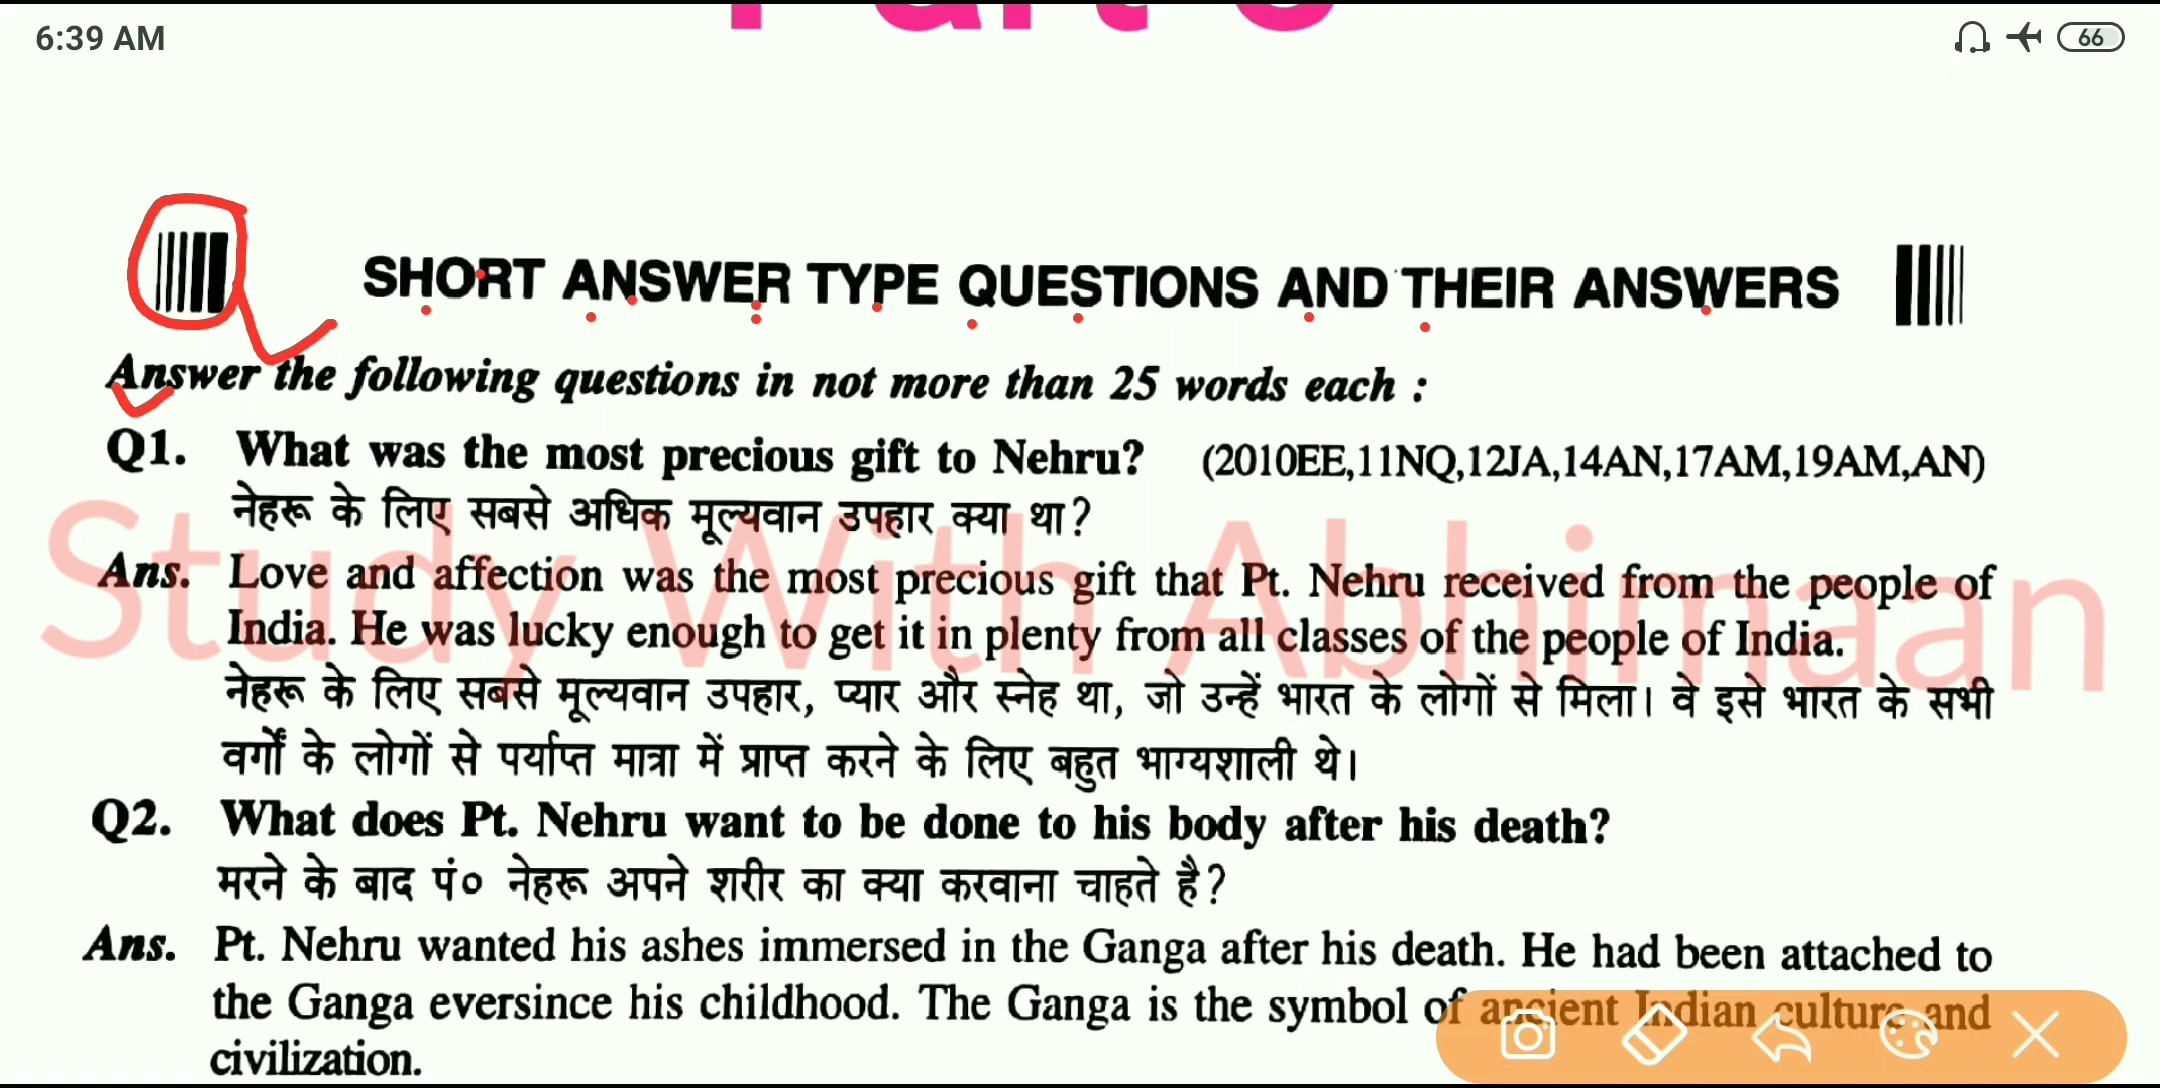 6:39 AM
66
SHORT ANSWER TYPE QUESTIONS AND THEIR ANSWERS
Answer the following questions in not more than 25 words each :
Q1. What was the most precious gift to Nehru? (2010EE,11NQ,12JA,14AN,17AM,19AM,AN)
नेहरू के लिए सबसे अधिक मूल्यवान उपहार क्या था?
Study With Abhimaan
Ans. Love and affection was the most precious gift that Pt. Nehru received from the people of
India. He was lucky enough to get it in plenty from all classes of the people of India.
नेहरू के लिए सबसे मूल्यवान उपहार, प्यार और स्नेह था, जो उन्हें भारत के लोगों से मिला। वे इसे भारत के सभी
वर्गों के लोगों से पर्याप्त मात्रा में प्राप्त करने के लिए बहुत भाग्यशाली थे।
Q2. What does Pt. Nehru want to be done to his body after his death?
मरने के बाद पं० नेहरू अपने शरीर का क्या करवाना चाहते है?
Ans. Pt. Nehru wanted his ashes immersed in the Ganga after his death. He had been attached to
the Ganga eversince his childhood. The Ganga is the symbol of ancient Indian culture and
civilization.